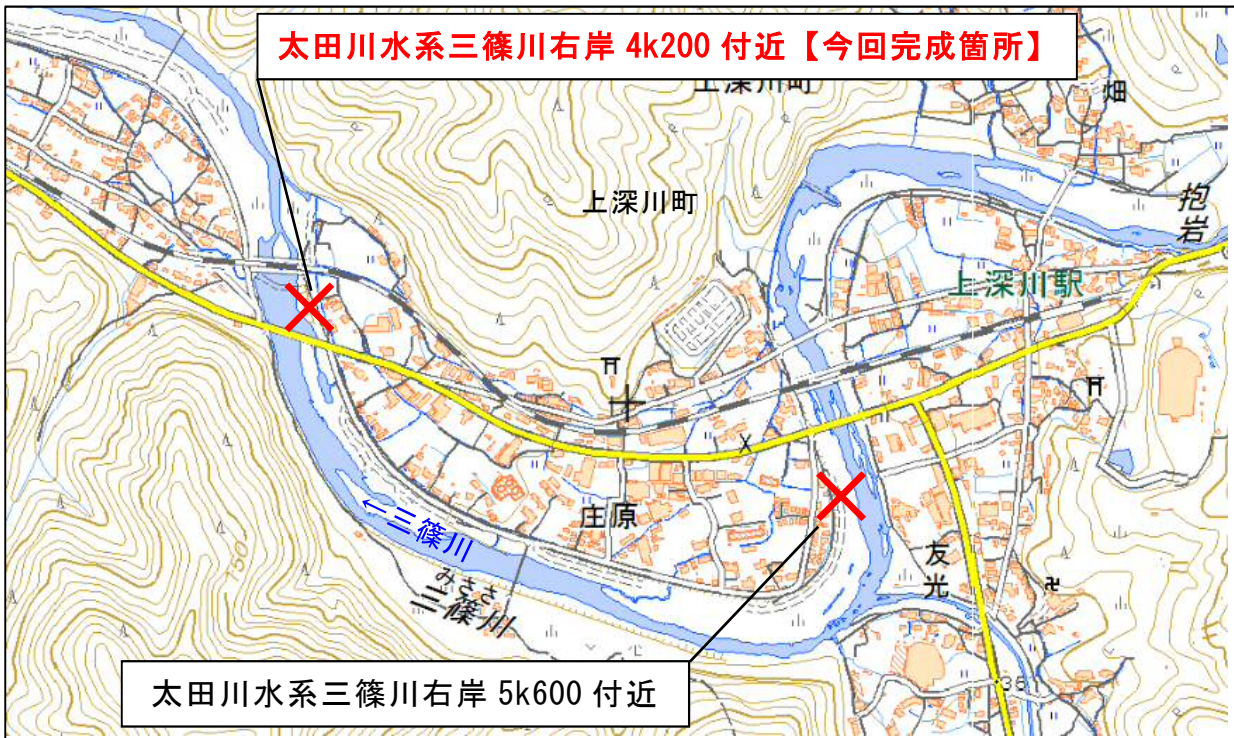 太田川水系三篠川右岸 4k200 付近【今回完成箇所】
上深川町
畑
上深川町
抱岩
上深川駅
庄原
←三篠川
みささ
三篠川
友光
太田川水系三篠川右岸 5k600 付近